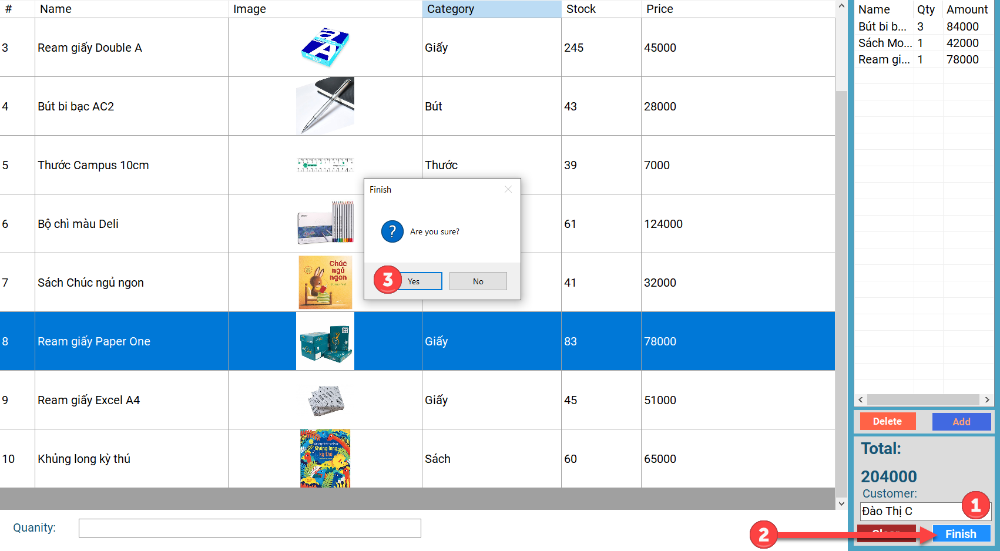 # Name Image Category Stock Price
3 Ream giấy Double A Giấy 245 45000
4 Bút bi bạc AC2 Bút 43 28000
5 Thước Campus 10cm Thước 39 7000
6 Bộ chì màu Deli 61 124000
7 Sách Chúc ngủ ngon 41 32000
Chúc
ngủ
ngon
8 Ream giấy Paper One Giấy 83 78000
9 Ream giấy Excel A4 Giấy 45 51000
10 Khủng long kỳ thú Sách 60 65000
Khủng long
kỳ thú
Finish
? Are you sure?
3 Yes No
Quanity:
Name Qty Amount
Bút bi b... 3 84000
Sách Mo... 1 42000
Ream gi... 1 78000
Delete Add
Total:
204000
Customer:
Đào Thị C 1
2 Clear Finish